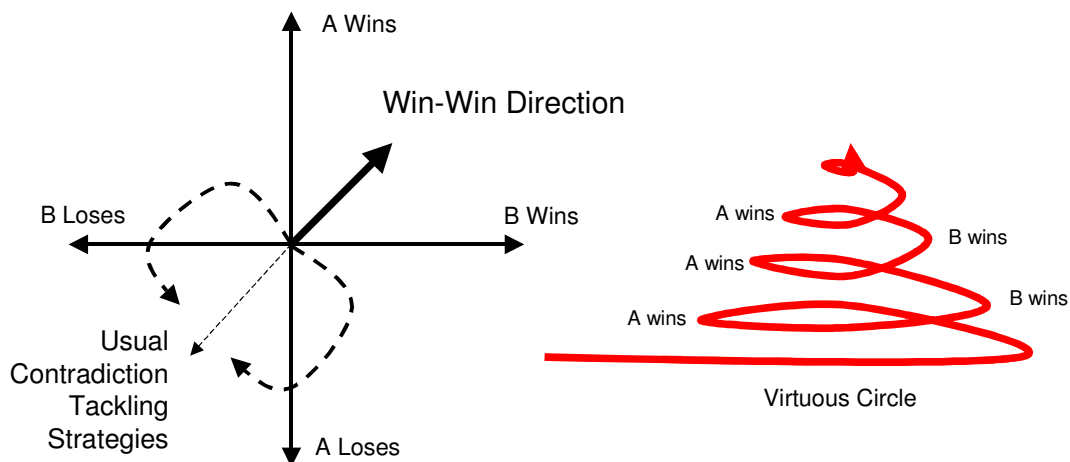 A Wins
Win-Win Direction
B Loses
B Wins
Usual
Contradiction
Tackling
Strategies
A Loses
A wins
B wins
A wins
B wins
A wins
Virtuous Circle